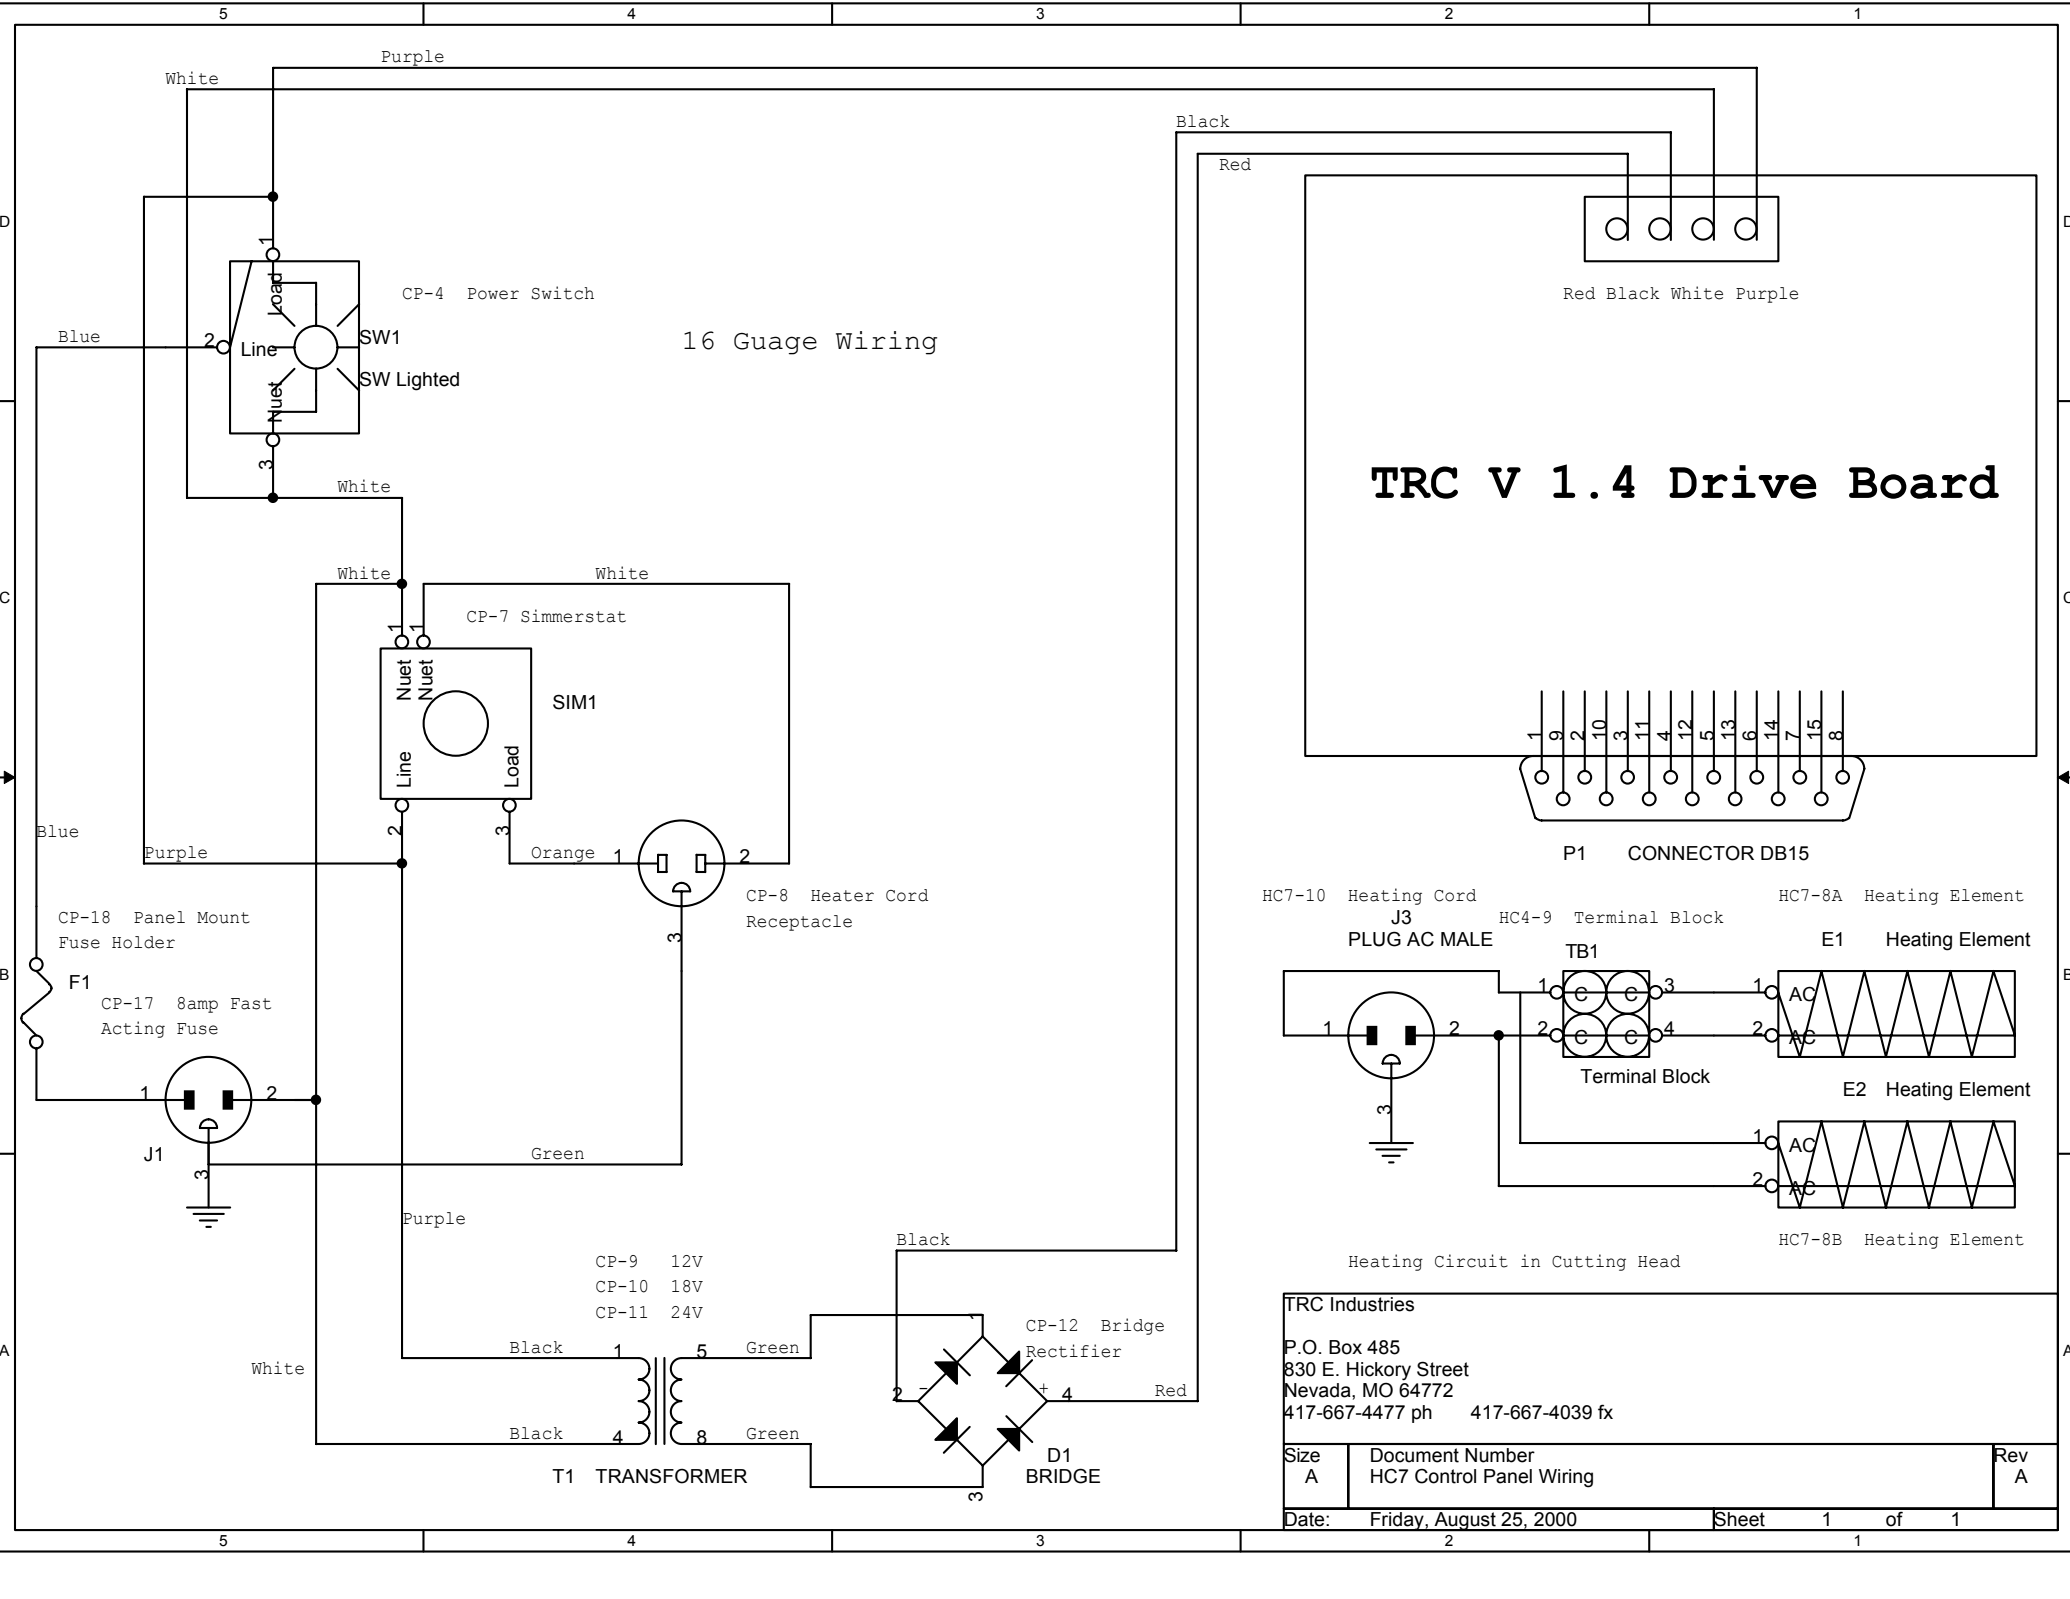 5 4 3 2 1
Purple
White
Black
Red
D D
1
Load
CP-4 Power Switch
Red Black White Purple
Blue
2
Line
SW1
16 Guage Wiring
SW Lighted
Nuet
3
TRC V 1.4 Drive Board
White
White
White
C C
CP-7 Simmerstat
1 1
Nuet
Nuet
SIM1
Line
Load
1 9 2 10 3 11 4 12 5 13 6 14 7 15 8
2
3
Blue
Purple
Orange
1 2
P1 CONNECTOR DB15
CP-8 Heater Cord
Receptacle
3
HC7-10 Heating Cord
HC7-8A Heating Element
J3
HC4-9 Terminal Block
PLUG AC MALE
TB1
E1 Heating Element
CP-18 Panel Mount
Fuse Holder
B B
F1
CP-17 8amp Fast
Acting Fuse
1 C C 3 1 AC
1 2 2 C C 4 2 AC
Terminal Block
E2 Heating Element
1 2
3
J1
3
Green
1 AC
2 AC
Purple
HC7-8B Heating Element
Black
Heating Circuit in Cutting Head
CP-9 12V
CP-10 18V
CP-11 24V
TRC Industries
1
CP-12 Bridge
Rectifier
Black 1 5 Green
P.O. Box 485
A A
White
830 E. Hickory Street
Nevada, MO 64772
2 - + 4 Red
417-667-4477 ph 417-667-4039 fx
Black 4 8 Green
D1
BRIDGE
T1 TRANSFORMER
3
Size Document Number Rev
A HC7 Control Panel Wiring A
Date: Friday, August 25, 2000 Sheet 1 of 1
5 4 3 2 1